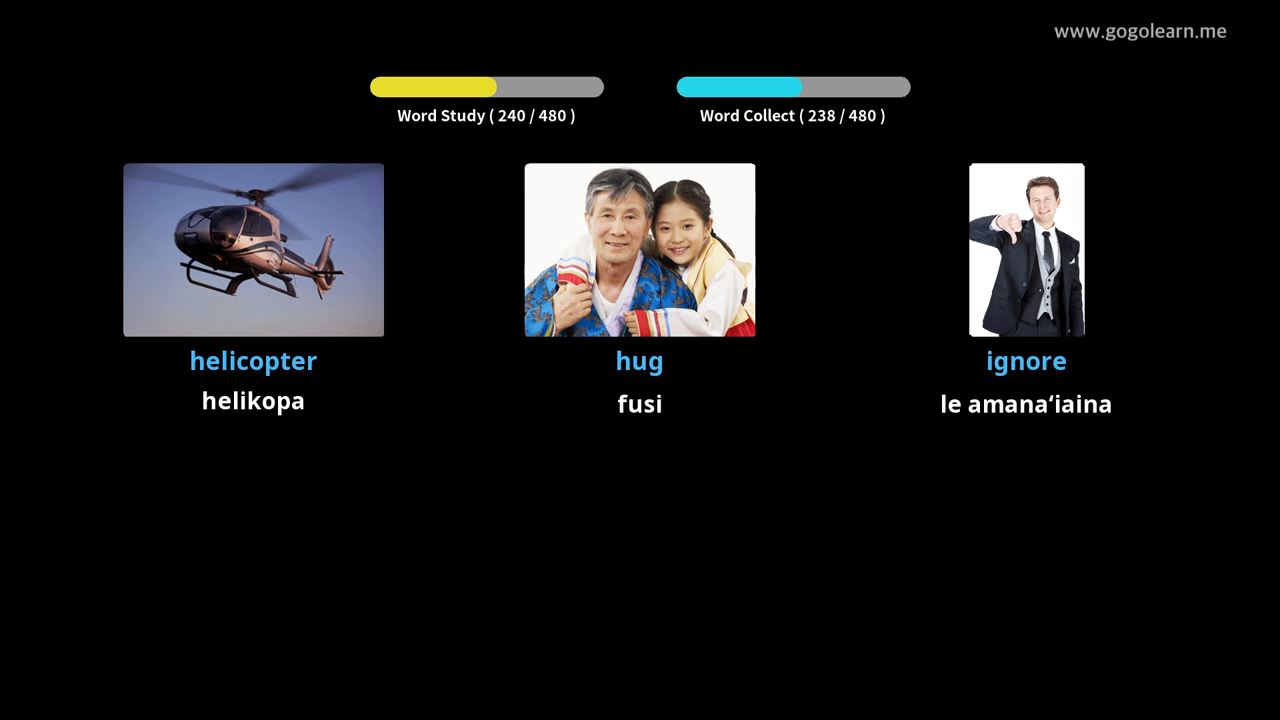 www.gogolearn.me
Word Study ( 240 / 480 )
Word Collect ( 238 / 480 )
helicopter
hug
ignore
helikopa
fusi
le amana‘iaina